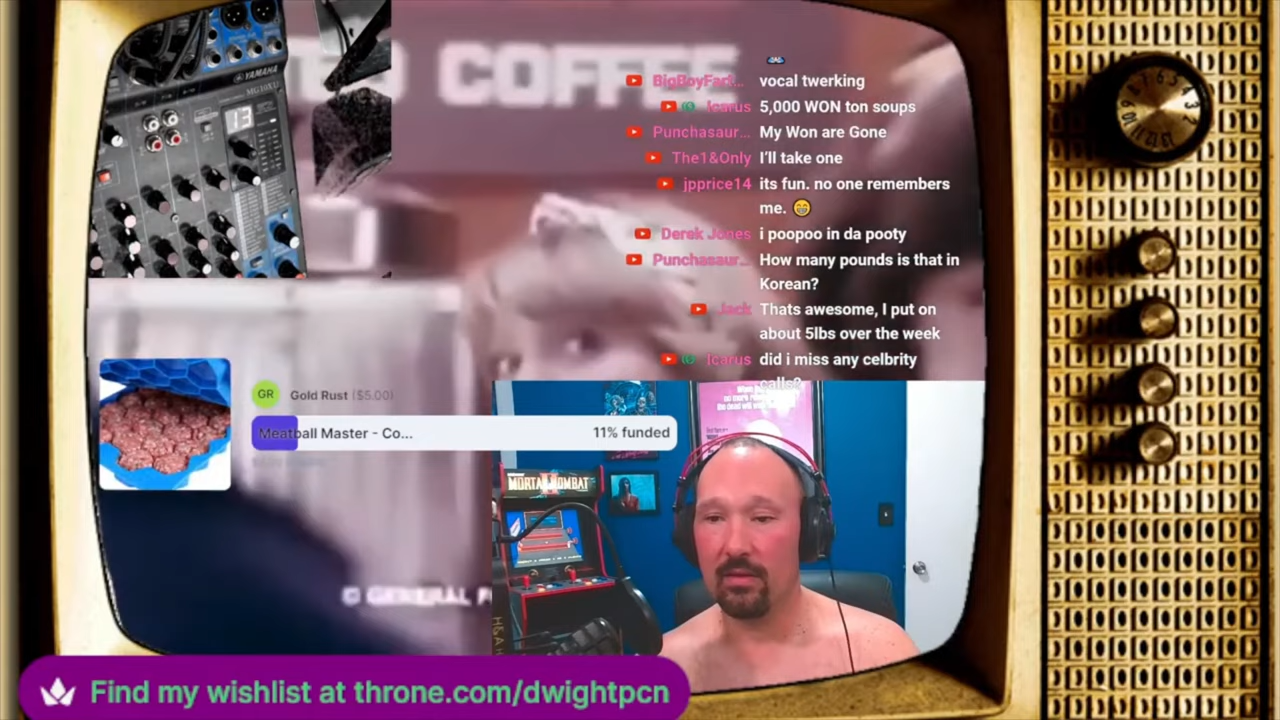 COFFEE
YAMAHA
MG10XU
13
vocal twerking
Icarus 5,000 WON ton soups
Punchasaur... My Won are Gone
The1&Only I'll take one
jpprice14 its fun. no one remembers
me. 😁
Derek Jones i poopoo in da pooty
Punchasaur... How many pounds is that in
Korean?
Jack Thats awesome, I put on
about 5lbs over the week
Icarus did i miss any celbrity
calls?
GR Gold Rust ($5.00)
Meatball Master - Co... 11% funded
© GENERAL
MORTAL KOMBAT
Find my wishlist at throne.com/dwightpcn